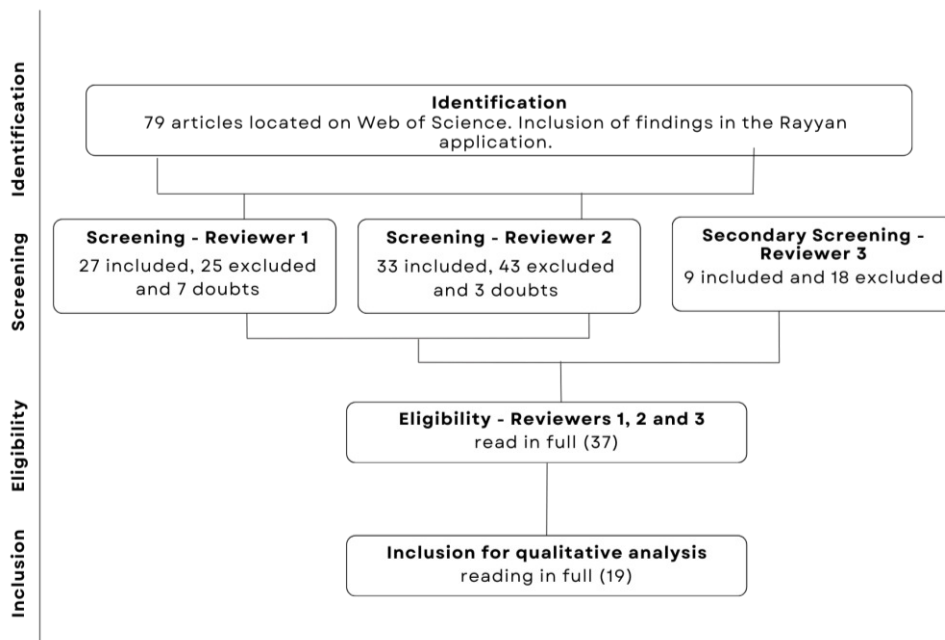 Identification
Identification
79 articles located on Web of Science. Inclusion of findings in the Rayyan
application.
Screening
Screening - Reviewer 1
27 included, 25 excluded
and 7 doubts
Screening - Reviewer 2
33 included, 43 excluded
and 3 doubts
Secondary Screening -
Reviewer 3
9 included and 18 excluded
Eligibility
Eligibility - Reviewers 1, 2 and 3
read in full (37)
Inclusion
Inclusion for qualitative analysis
reading in full (19)